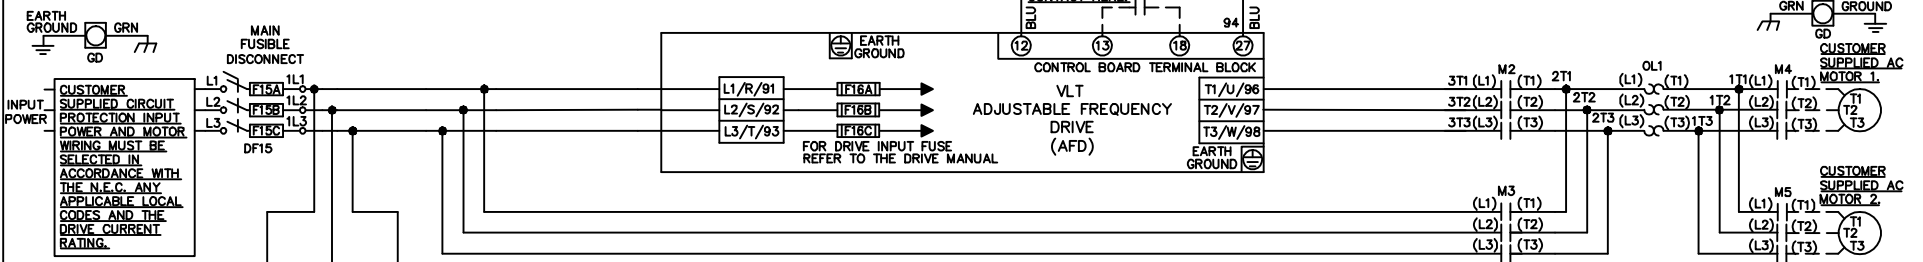 BLU
94
BLU
EARTH
GROUND
GRN
GD
MAIN
FUSIBLE
DISCONNECT
EARTH
GROUND
12
13
18
27
CONTROL BOARD TERMINAL BLOCK
GRN
GROUND
GD
CUSTOMER
SUPPLIED AC
MOTOR 1.
INPUT
POWER
CUSTOMER
SUPPLIED CIRCUIT
PROTECTION INPUT
POWER AND MOTOR
WIRING MUST BE
SELECTED IN
ACCORDANCE WITH
THE N.E.C. ANY
APPLICABLE LOCAL
CODES AND THE
DRIVE CURRENT
RATING.
L1 F15A 1L1
L2 F15B 1L2
L3 F15C 1L3
DF15
L1/R/91 F16A
L2/S/92 F16B
L3/T/93 F16C
FOR DRIVE INPUT FUSE
REFER TO THE DRIVE MANUAL
VLT
ADJUSTABLE FREQUENCY
DRIVE
(AFD)
T1/U/96
T2/V/97
T3/W/98
EARTH
GROUND
M2
3T1 (L1) (T1) 2T1
3T2 (L2) (T2) 2T2
3T3 (L3) (T3) 2T3
OL1
(L1) (T1) 1T1
(L2) (T2) 1T2
(L3) (T3) 1T3
M4
(L1) (T1)
(L2) (T2)
(L3) (T3)
T1
T2
T3
M3
(L1) (T1)
(L2) (T2)
(L3) (T3)
CUSTOMER
SUPPLIED AC
MOTOR 2.
M5
(L1) (T1)
(L2) (T2)
(L3) (T3)
T1
T2
T3